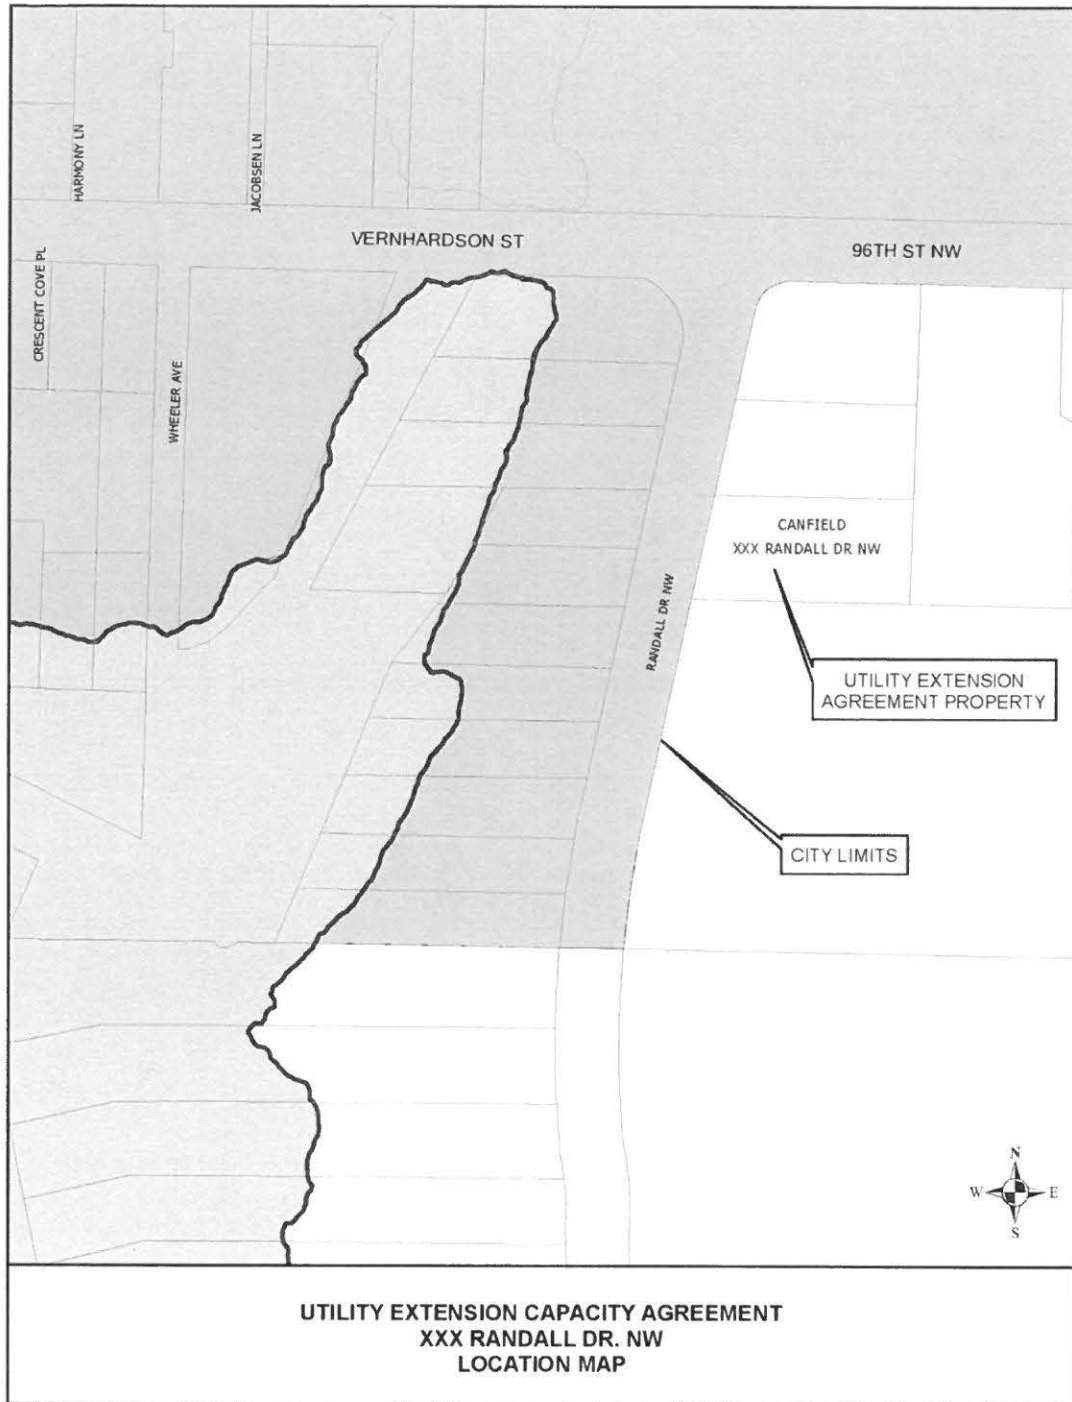 HARMONY LN
JACOBSEN LN
VERNHARDSON ST
96TH ST NW
CRESCENT COVE PL
WHEELER AVE
CANFIELD
XXX RANDALL DR NW
RANDALL DR NW
UTILITY EXTENSION
AGREEMENT PROPERTY
CITY LIMITS
N
W E
S
UTILITY EXTENSION CAPACITY AGREEMENT
XXX RANDALL DR. NW
LOCATION MAP